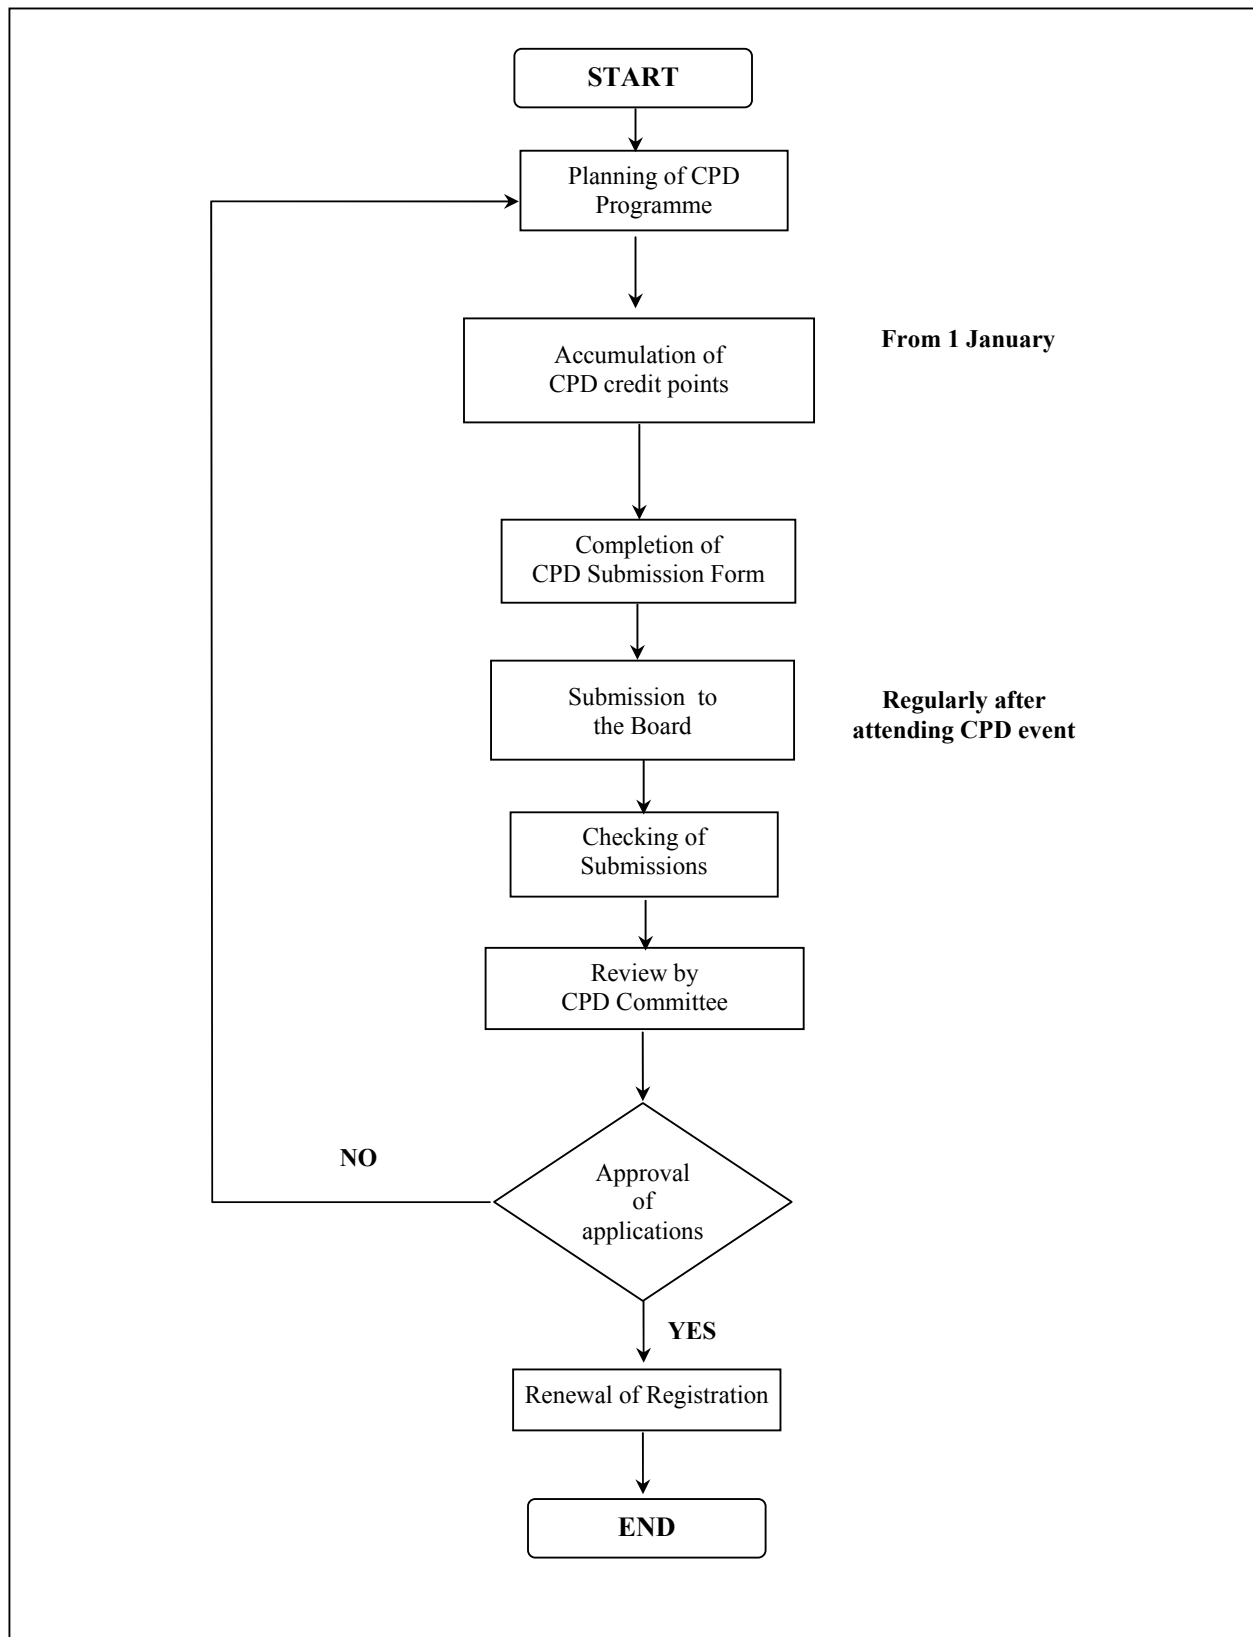 START
Planning of CPD
Programme
From 1 January
Accumulation of
CPD credit points
Completion of
CPD Submission Form
Submission to
the Board
Regularly after
attending CPD event
Checking of
Submissions
Review by
CPD Committee
NO
Approval
of
applications
YES
Renewal of Registration
END